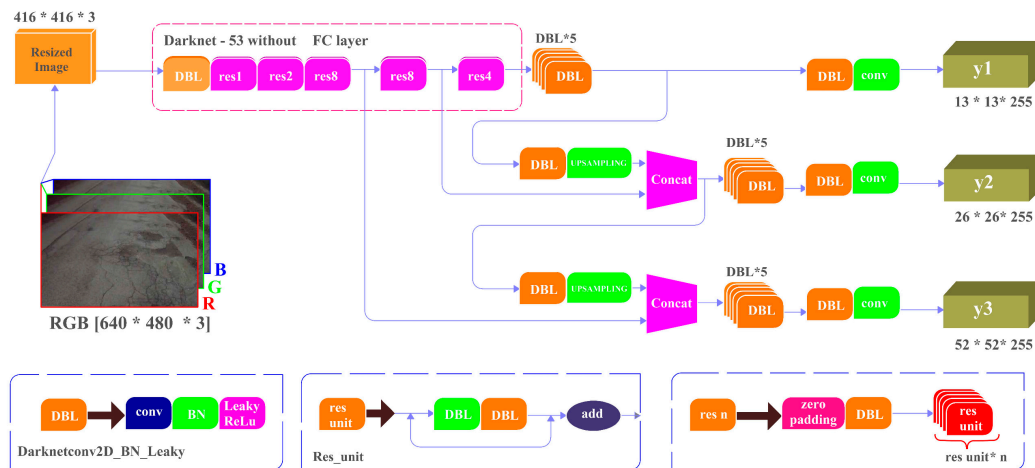 416 * 416 * 3
Resized
Image
Darknet - 53 without FC layer
DBL
res1
res2
res8
res8
res4
DBL*5
DBL
DBL
conv
y1
13 * 13* 255
DBL
UPSAMPLING
Concat
DBL*5
DBL
DBL
conv
y2
26 * 26* 255
B
G
R
RGB [640 * 480 * 3]
DBL
UPSAMPLING
Concat
DBL*5
DBL
DBL
conv
y3
52 * 52* 255
DBL
conv
BN
Leaky
ReLu
Darknetconv2D_BN_Leaky
res
unit
DBL
DBL
add
Res_unit
res n
zero
padding
DBL
res
unit
res unit* n